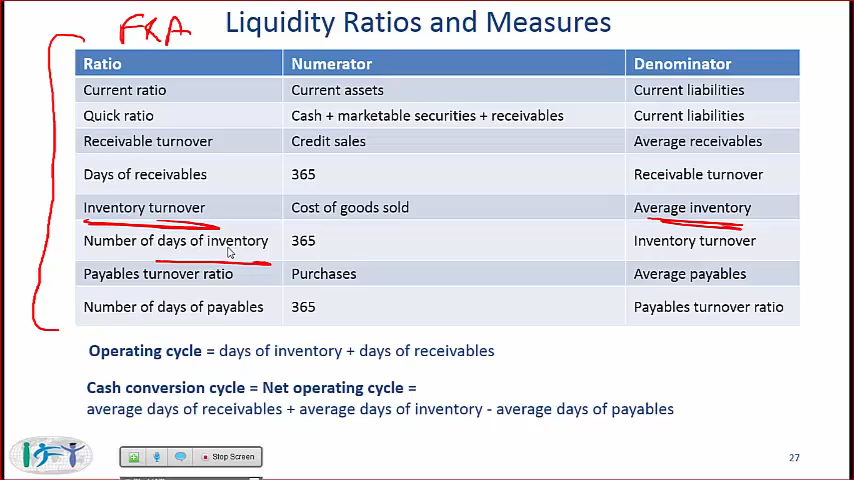 FRA
Liquidity Ratios and Measures
Ratio Numerator Denominator
Current ratio Current assets Current liabilities
Quick ratio Cash + marketable securities + receivables Current liabilities
Receivable turnover Credit sales Average receivables
Days of receivables 365 Receivable turnover
Inventory turnover Cost of goods sold Average inventory
Number of days of inventory 365 Inventory turnover
Payables turnover ratio Purchases Average payables
Number of days of payables 365 Payables turnover ratio
Operating cycle = days of inventory + days of receivables
Cash conversion cycle = Net operating cycle =
average days of receivables + average days of inventory - average days of payables
IFT
Stop Screen
27